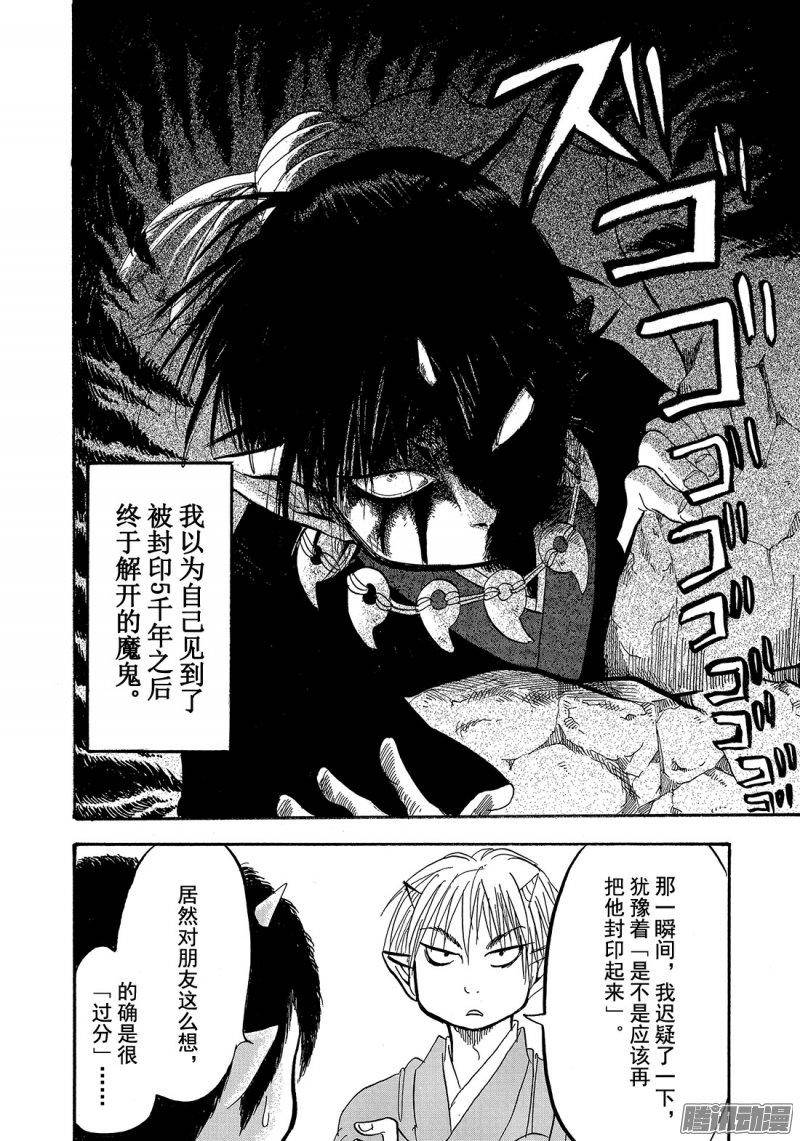 ズゴゴゴゴゴゴゴ
我以为自己见到了
被封印5千年之后
终于解开的魔鬼。
那一瞬间，我迟疑了一下，
犹豫着「是不是应该再
把他封印起来」。
居然对朋友这么想，
的确是很
「过分」……
腾讯动漫